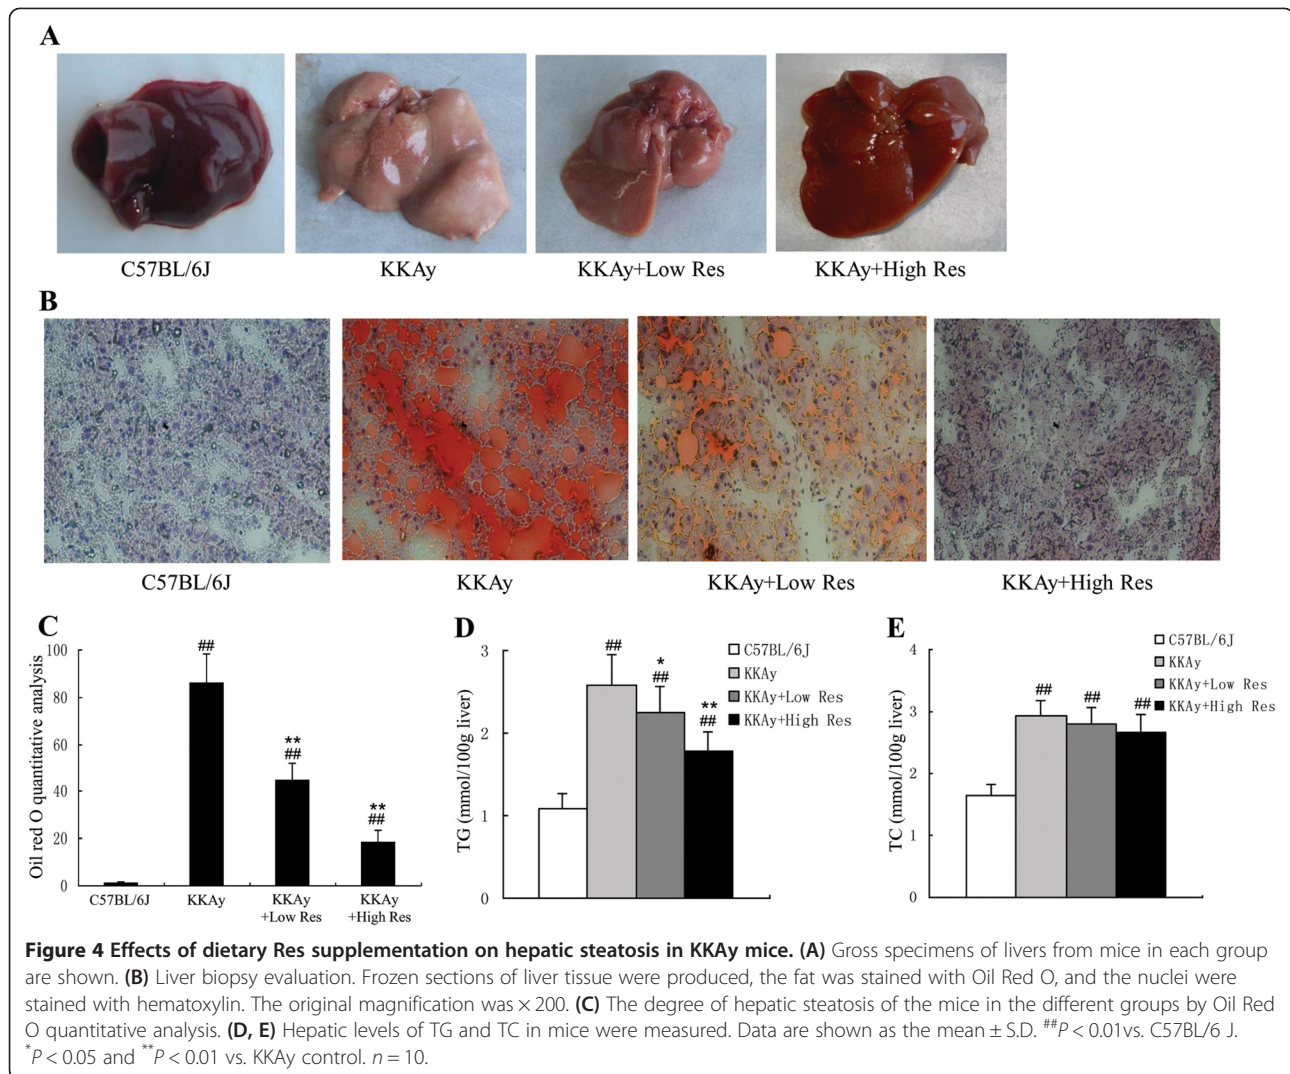 A
C57BL/6J
KKAy
KKAy+Low Res
KKAy+High Res
B
C57BL/6J
KKAy
KKAy+Low Res
KKAy+High Res
C
Oil red O quantitative analysis
100
80
60
40
20
0
##
**
##
**
##
C57BL/6J
KKAy
KKAy
+Low Res
KKAy
+High Res
D
TG (mmol/100g liver)
3
2
1
0
##
*
##
**
##
C57BL/6J
KKAy
KKAy+Low Res
KKAy+High Res
E
TC (mmol/100g liver)
4
3
2
1
0
##
##
##
C57BL/6J
KKAy
KKAy+Low Res
KKAy+High Res
Figure 4 Effects of dietary Res supplementation on hepatic steatosis in KKAy mice. (A) Gross specimens of livers from mice in each group
are shown. (B) Liver biopsy evaluation. Frozen sections of liver tissue were produced, the fat was stained with Oil Red O, and the nuclei were
stained with hematoxylin. The original magnification was × 200. (C) The degree of hepatic steatosis of the mice in the different groups by Oil Red
O quantitative analysis. (D, E) Hepatic levels of TG and TC in mice were measured. Data are shown as the mean ± S.D. ##P < 0.01vs. C57BL/6 J.
*P < 0.05 and **P < 0.01 vs. KKAy control. n = 10.